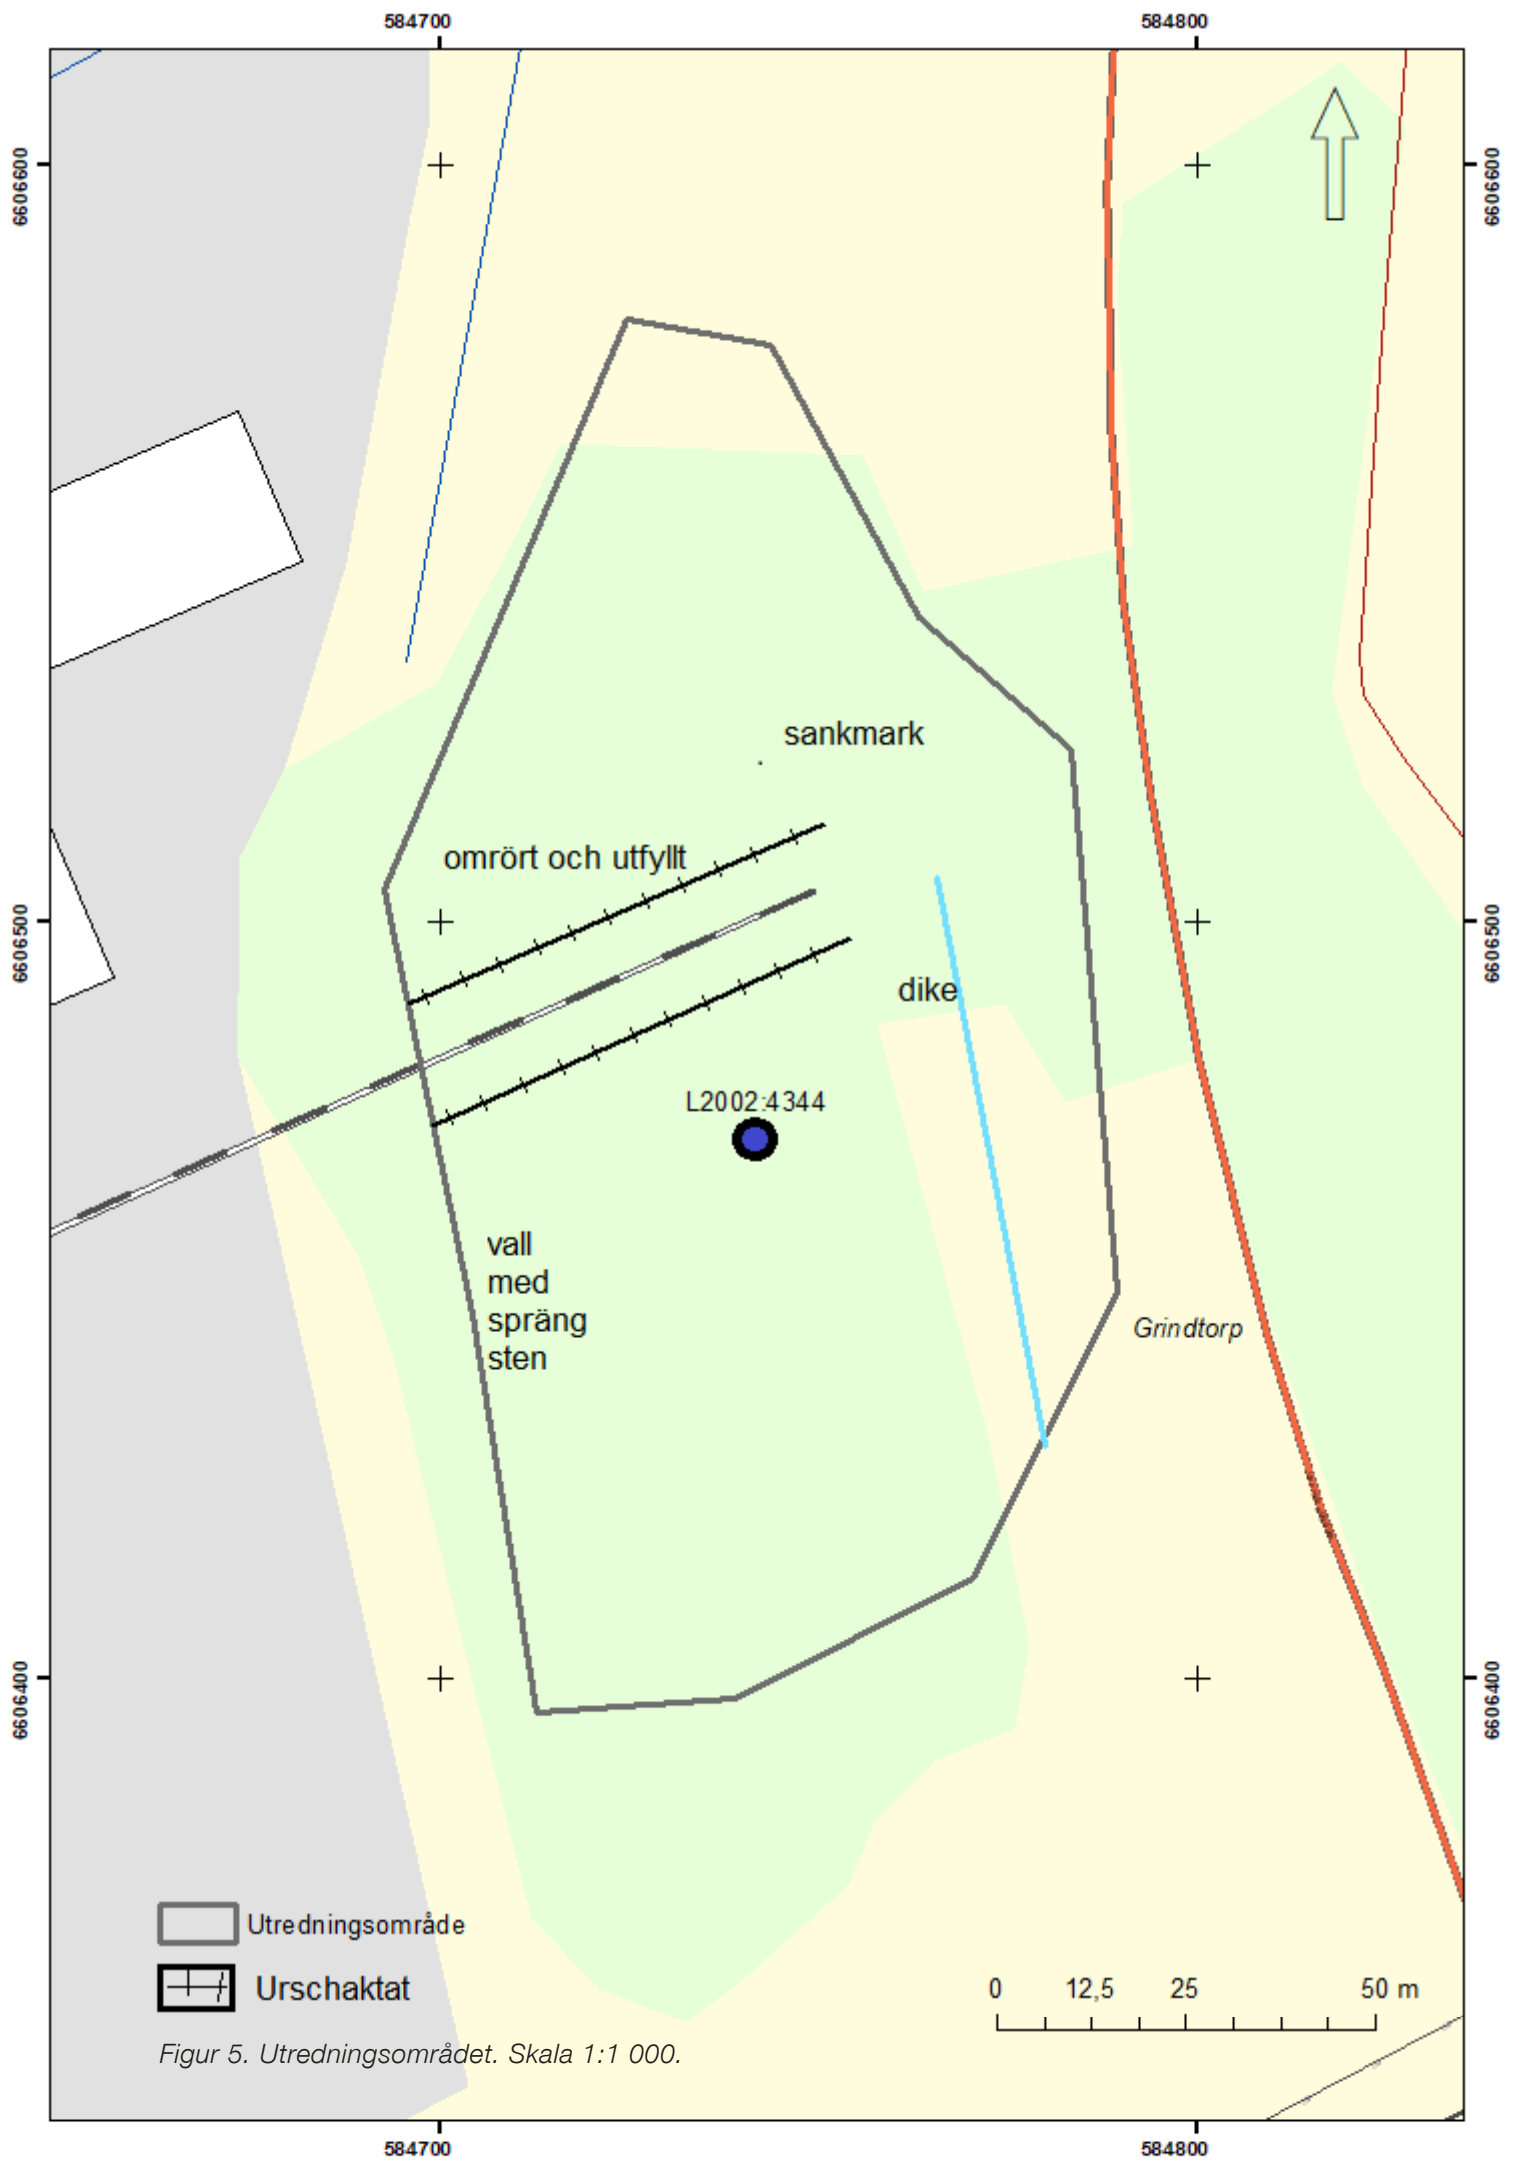 584700
584800
6606600
6606600
sankmark
omrört och utfyllt
6606500
6606500
dike
L2002:4344
vall
med
spräng
sten
Grindtorp
6606400
6606400
Utredningsområde
Urschaktat
0 12,5 25 50 m
Figur 5. Utredningsområdet. Skala 1:1 000.
584700
584800